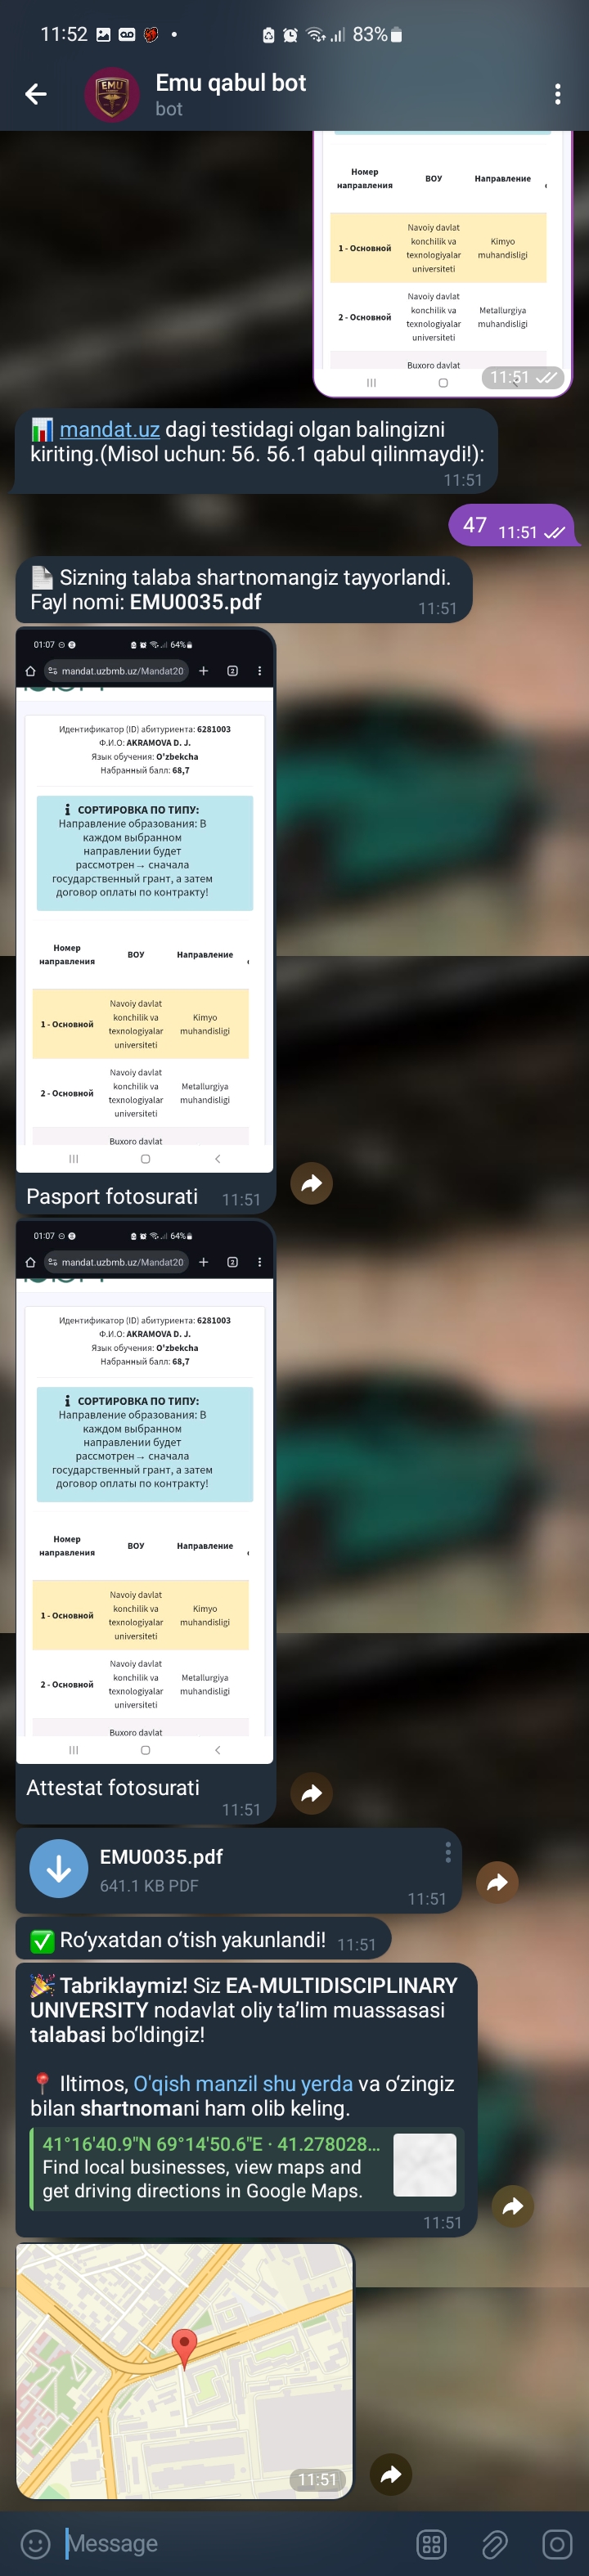 11:52
83%
Emu qabul bot
bot
Номер направления
ВОУ
Направление
1 - Основной
Navoiy davlat konchilik va texnologiyalar universiteti
Kimyo muhandisligi
2 - Основной
Navoiy davlat konchilik va texnologiyalar universiteti
Metallurgiya muhandisligi
Buxoro davlat
11:51
📊 mandat.uz dagi testidagi olgan balingizni
kiriting.(Misol uchun: 56. 56.1 qabul qilinmaydi!):
11:51
47 11:51
Sizning talaba shartnomangiz tayyorlandi.
Fayl nomi: EMU0035.pdf 11:51
01:07 64%
mandat.uzbmb.uz/Mandat20
2
Идентификатор (ID) абитуриента: 6281003
Ф.И.О: AKRAMOVA D. J.
Язык обучения: O'zbekcha
Набранный балл: 68,7
СОРТИРОВКА ПО ТИПУ:
Направление образования: В
каждом выбранном
направлении будет
рассмотрен→ сначала
государственный грант, а затем
договор оплаты по контракту!
Номер направления
ВОУ
Направление
1 - Основной
Navoiy davlat konchilik va texnologiyalar universiteti
Kimyo muhandisligi
2 - Основной
Navoiy davlat konchilik va texnologiyalar universiteti
Metallurgiya muhandisligi
Buxoro davlat
Pasport fotosurati 11:51
01:07 64%
mandat.uzbmb.uz/Mandat20
2
Идентификатор (ID) абитуриента: 6281003
Ф.И.О: AKRAMOVA D. J.
Язык обучения: O'zbekcha
Набранный балл: 68,7
СОРТИРОВКА ПО ТИПУ:
Направление образования: В
каждом выбранном
направлении будет
рассмотрен→ сначала
государственный грант, а затем
договор оплаты по контракту!
Номер направления
ВОУ
Направление
1 - Основной
Navoiy davlat konchilik va texnologiyalar universiteti
Kimyo muhandisligi
2 - Основной
Navoiy davlat konchilik va texnologiyalar universiteti
Metallurgiya muhandisligi
Buxoro davlat
Attestat fotosurati
11:51
EMU0035.pdf
641.1 KB PDF
11:51
✅ Ro‘yxatdan o‘tish yakunlandi! 11:51
🎉 Tabriklaymiz! Siz EA-MULTIDISCIPLINARY
UNIVERSITY nodavlat oliy ta’lim muassasasi
talabasi bo‘ldingiz!
📍 Iltimos, O'qish manzil shu yerda va o‘zingiz
bilan shartnomani ham olib keling.
41°16'40.9"N 69°14'50.6"E · 41.278028...
Find local businesses, view maps and
get driving directions in Google Maps.
11:51
11:51
Message